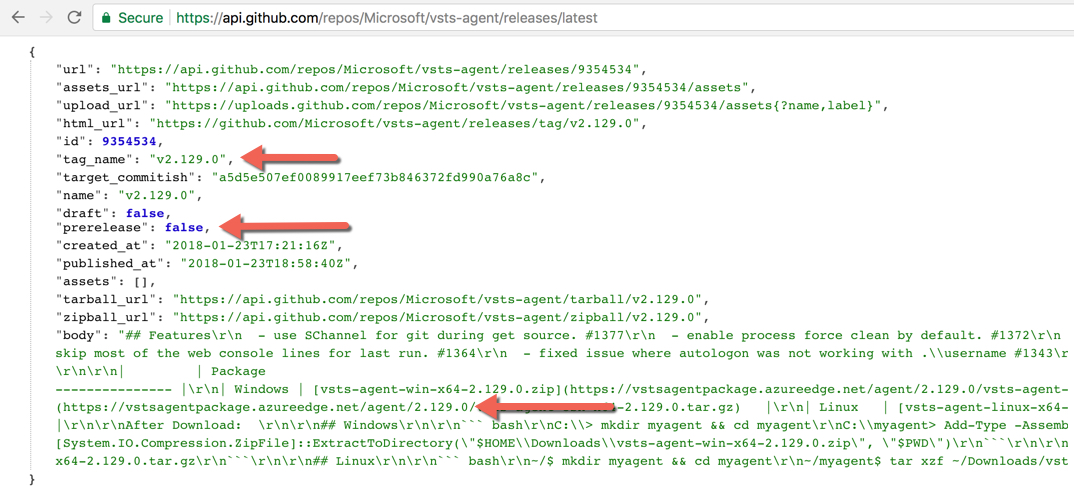 Secure https://api.github.com/repos/Microsoft/vsts-agent/releases/latest
{
"url": "https://api.github.com/repos/Microsoft/vsts-agent/releases/9354534",
"assets_url": "https://api.github.com/repos/Microsoft/vsts-agent/releases/9354534/assets",
"upload_url": "https://uploads.github.com/repos/Microsoft/vsts-agent/releases/9354534/assets{?name,label}",
"html_url": "https://github.com/Microsoft/vsts-agent/releases/tag/v2.129.0",
"id": 9354534,
"tag_name": "v2.129.0",
"target_commitish": "a5d5e507ef0089917eef73b846372fd990a76a8c",
"name": "v2.129.0",
"draft": false,
"prerelease": false,
"created_at": "2018-01-23T17:21:16Z",
"published_at": "2018-01-23T18:58:40Z",
"assets": [],
"tarball_url": "https://api.github.com/repos/Microsoft/vsts-agent/tarball/v2.129.0",
"zipball_url": "https://api.github.com/repos/Microsoft/vsts-agent/zipball/v2.129.0",
"body": "## Features\r\n - use SChannel for git during get source. #1377\r\n - enable process force clean by default. #1372\r\n
skip most of the web console lines for last run. #1364\r\n - fixed issue where autologon was not working with .\\username #1343\r
\r\n\r\n| | Package
--------------- |\r\n| Windows | [vsts-agent-win-x64-2.129.0.zip](https://vstsagentpackage.azureedge.net/agent/2.129.0/vsts-agent-
(https://vstsagentpackage.azureedge.net/agent/2.129.0/ -2.129.0.tar.gz) |\r\n| Linux | [vsts-agent-linux-x64-
|\r\n\r\nAfter Download: \r\n\r\n## Windows\r\n\r\n``` bash\r\nC:\\> mkdir myagent && cd myagent\r\nC:\\myagent> Add-Type -Assemb
[System.IO.Compression.ZipFile]::ExtractToDirectory(\"$HOME\\Downloads\\vsts-agent-win-x64-2.129.0.zip\", \"$PWD\")\r\n```\r\n\r\n
x64-2.129.0.tar.gz\r\n```\r\n\r\n## Linux\r\n\r\n``` bash\r\n~/$ mkdir myagent && cd myagent\r\n~/myagent$ tar xzf ~/Downloads/vst
}